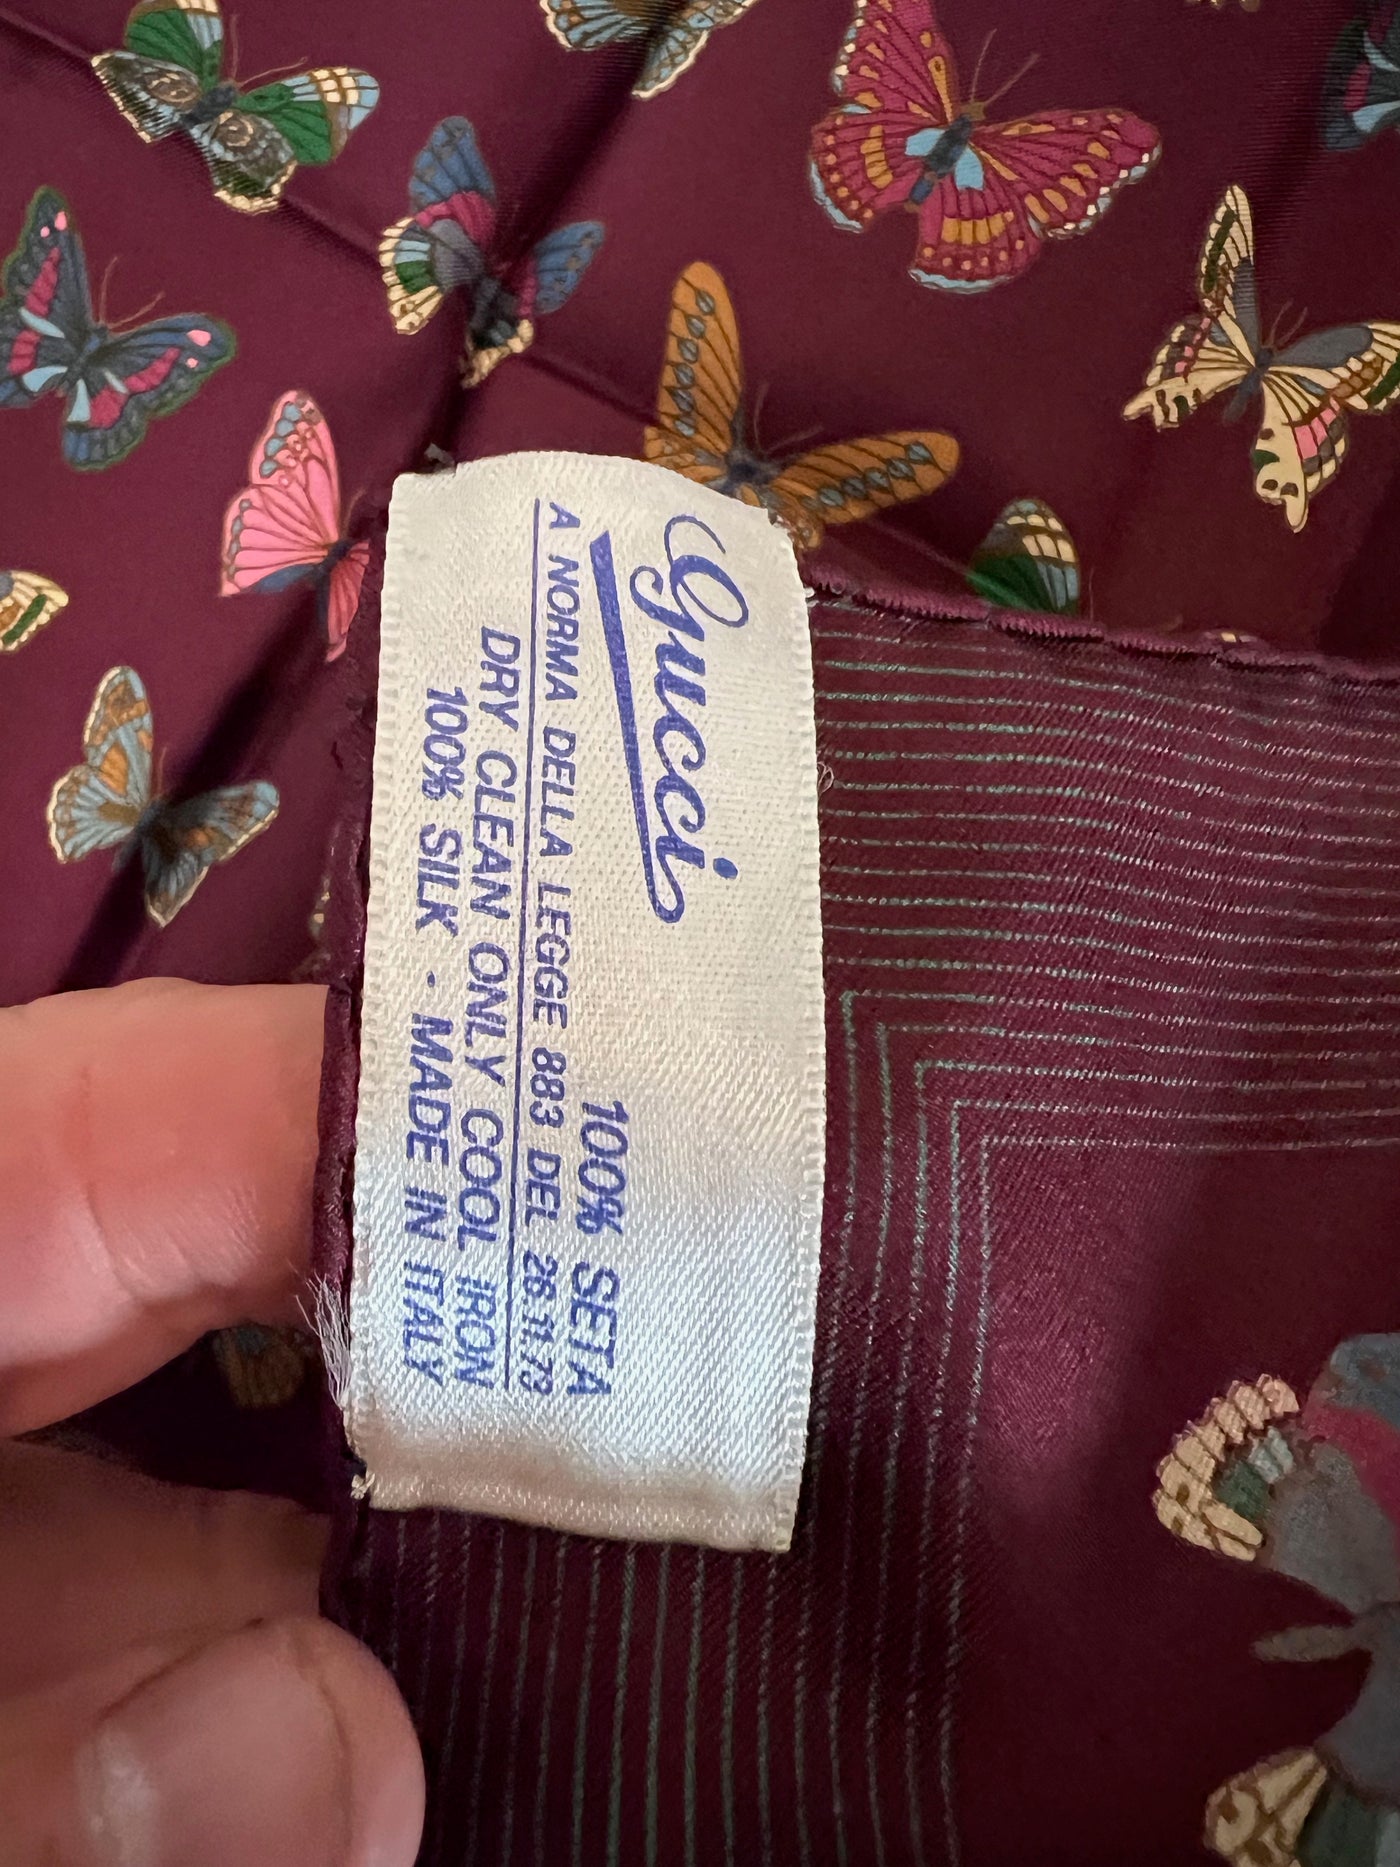 Gucci
100% SETA
A NORMA DELLA LEGGE 883 DEL 26.11.73
DRY CLEAN ONLY COOL IRON
100% SILK · MADE IN ITALY